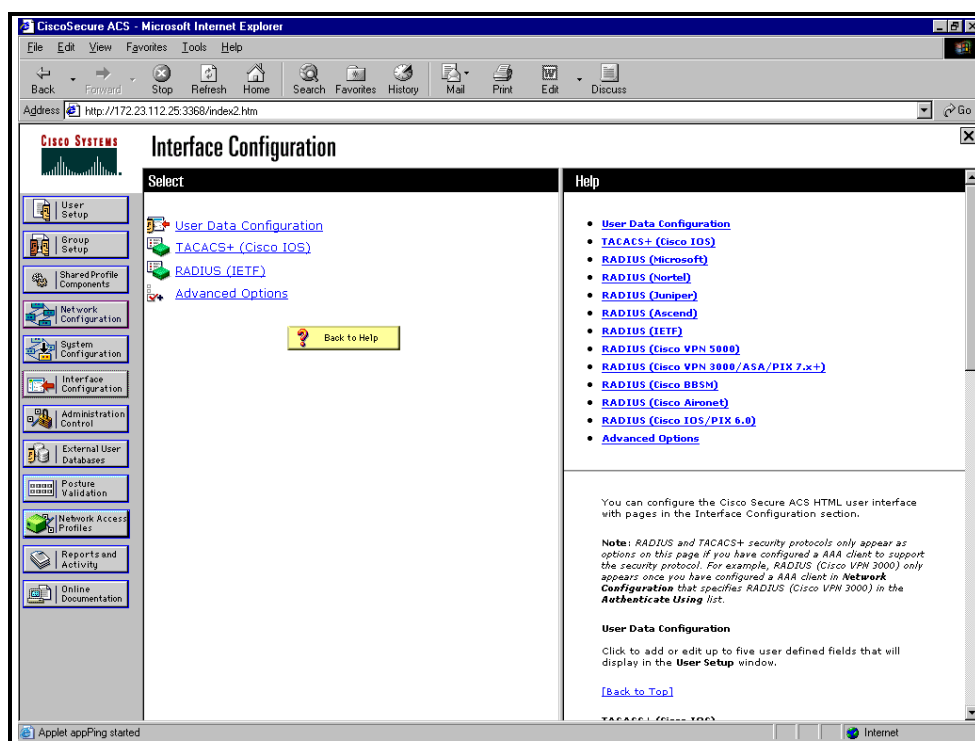 CiscoSecure ACS - Microsoft Internet Explorer
File Edit View Favorites Tools Help
Back Forward Stop Refresh Home Search Favorites History Mail Print Edit Discuss
Address http://172.23.112.25:3368/index2.htm Go
CISCO SYSTEMS
Interface Configuration
User Setup
Group Setup
Shared Profile Components
Network Configuration
System Configuration
Interface Configuration
Administration Control
External User Databases
Posture Validation
Network Access Profiles
Reports and Activity
Online Documentation
Select
User Data Configuration
TACACS+ (Cisco IOS)
RADIUS (IETF)
Advanced Options
Back to Help
Help
User Data Configuration
TACACS+ (Cisco IOS)
RADIUS (Microsoft)
RADIUS (Nortel)
RADIUS (Juniper)
RADIUS (Ascend)
RADIUS (IETF)
RADIUS (Cisco VPN 5000)
RADIUS (Cisco VPN 3000/ASA/PIX 7.x+)
RADIUS (Cisco BBSM)
RADIUS (Cisco Aironet)
RADIUS (Cisco IOS/PIX 6.0)
Advanced Options
You can configure the Cisco Secure ACS HTML user interface
with pages in the Interface Configuration section.
Note: RADIUS and TACACS+ security protocols only appear as
options on this page if you have configured a AAA client to support
the security protocol. For example, RADIUS (Cisco VPN 3000) only
appears once you have configured a AAA client in Network
Configuration that specifies RADIUS (Cisco VPN 3000) in the
Authenticate Using list.
User Data Configuration
Click to add or edit up to five user defined fields that will
display in the User Setup window.
[Back to Top]
TACACS+ (Cisco IOS)
Applet appPing started
Internet